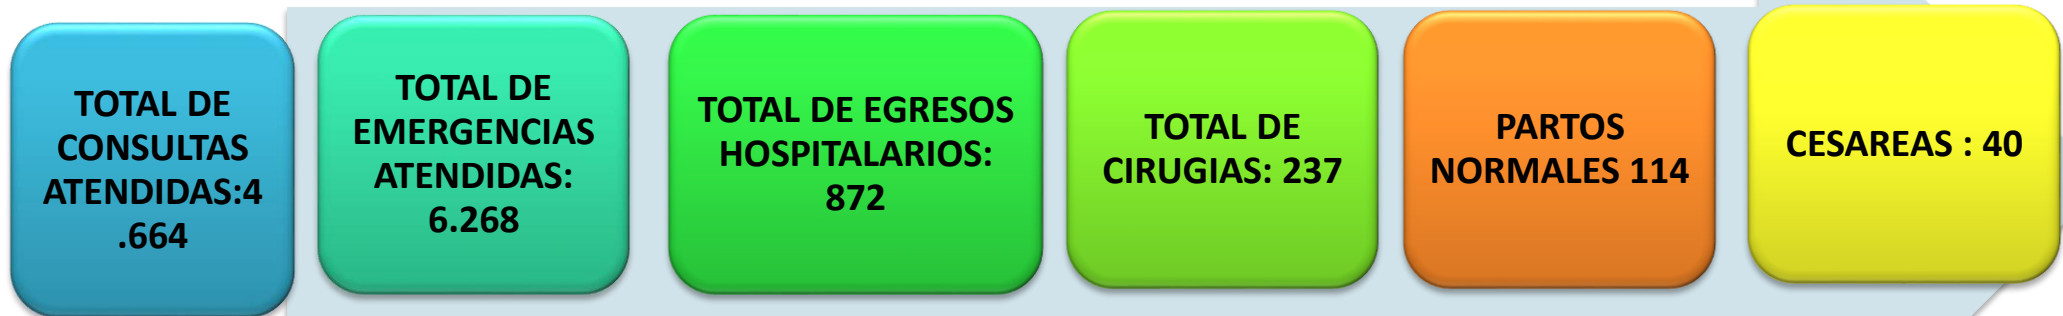 TOTAL DE
CONSULTAS
ATENDIDAS:4
.664
TOTAL DE
EMERGENCIAS
ATENDIDAS:
6.268
TOTAL DE EGRESOS
HOSPITALARIOS:
872
TOTAL DE
CIRUGIAS: 237
PARTOS
NORMALES 114
CESAREAS : 40